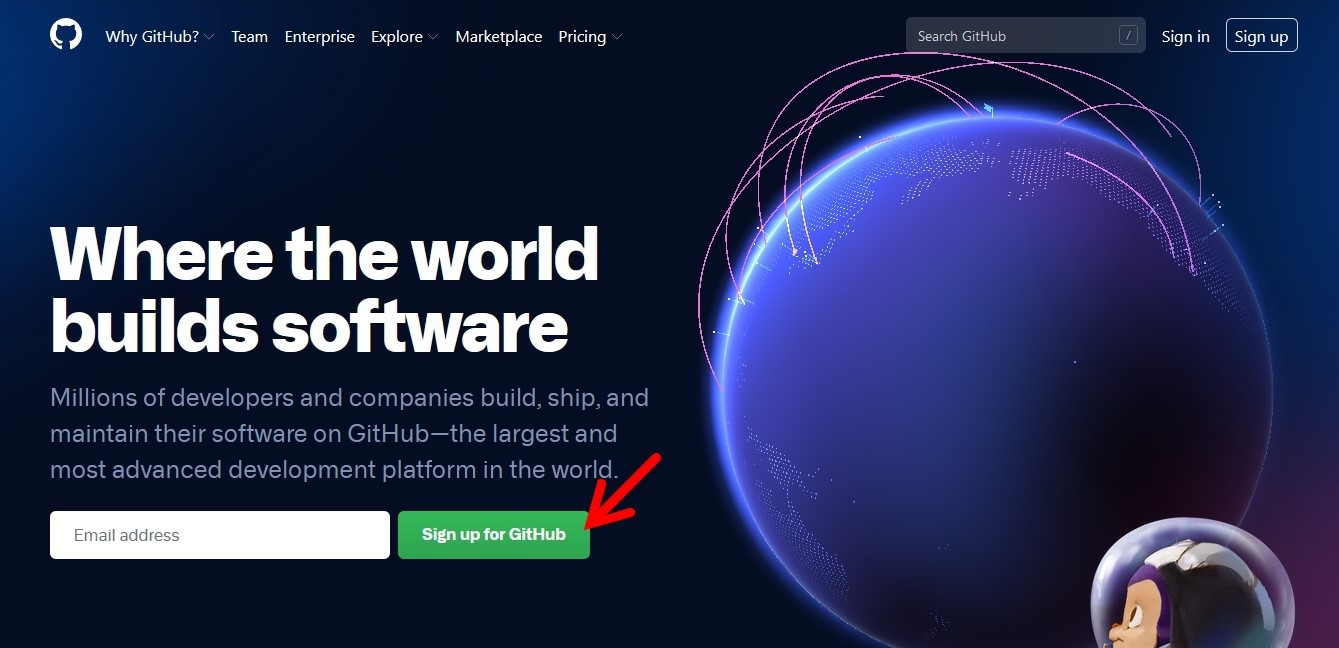 Why GitHub? Team Enterprise Explore Marketplace Pricing Search GitHub / Sign in Sign up
Where the world
builds software
Millions of developers and companies build, ship, and
maintain their software on GitHub—the largest and
most advanced development platform in the world.
Email address Sign up for GitHub